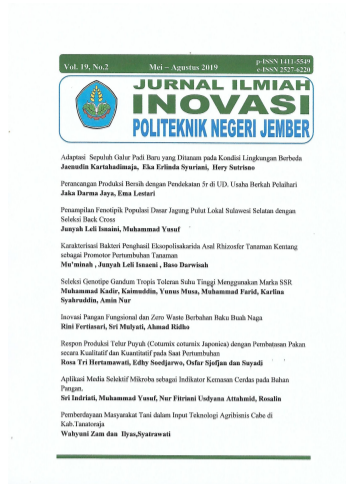 Vol. 19, No.2 Mei – Agustus 2019 p-ISSN 1411-5549
e-ISSN 2527-6220
JURNAL ILMIAH
INOVASI
POLITEKNIK NEGERI JEMBER
Adaptasi Sepuluh Galur Padi Baru yang Ditanam pada Kondisi Lingkungan Berbeda
Jaenudin Kartahadimaja, Eka Erlinda Syuriani, Hery Sutrisno
Perancangan Produksi Bersih dengan Pendekatan 5r di UD. Usaha Berkah Pelaihari
Jaka Darma Jaya, Ema Lestari
Penampilan Fenotipik Populasi Dasar Jagung Pulut Lokal Sulawesi Selatan dengan
Seleksi Back Cross
Junyah Leli Isnaini, Muhammad Yusuf
Karakterisasi Bakteri Penghasil Eksopolisakarida Asal Rhizosfer Tanaman Kentang
sebagai Promotor Pertumbuhan Tanaman
Mu'minah , Junyah Leli Isnaeni , Baso Darwisah
Seleksi Genotipe Gandum Tropis Toleran Suhu Tinggi Menggunakan Marka SSR
Muhammad Kadir, Kaimuddin, Yunus Musa, Muhammad Farid, Karlina
Syahruddin, Amin Nur
Inovasi Pangan Fungsional dan Zero Waste Berbahan Baku Buah Naga
Rini Fertiasari, Sri Mulyati, Ahmad Ridho
Respon Produksi Telur Puyuh (Coturnix coturnix Japonica) dengan Pembatasan Pakan
secara Kualitatif dan Kuantitatif pada Saat Pertumbuhan
Rosa Tri Hertamawati, Edhy Soedjarwo, Osfar Sjofjan dan Suyadi
Aplikasi Media Selektif Mikroba sebagai Indikator Kemasan Cerdas pada Bahan
Pangan.
Sri Indriati, Muhammad Yusuf, Nur Fitriani Usdyana Attahmid, Rosalin
Pemberdayaan Masyarakat Tani dalam Input Teknologi Agribisnis Cabe di
Kab.Tanatoraja
Wahyuni Zam dan Ilyas,Syatrawati